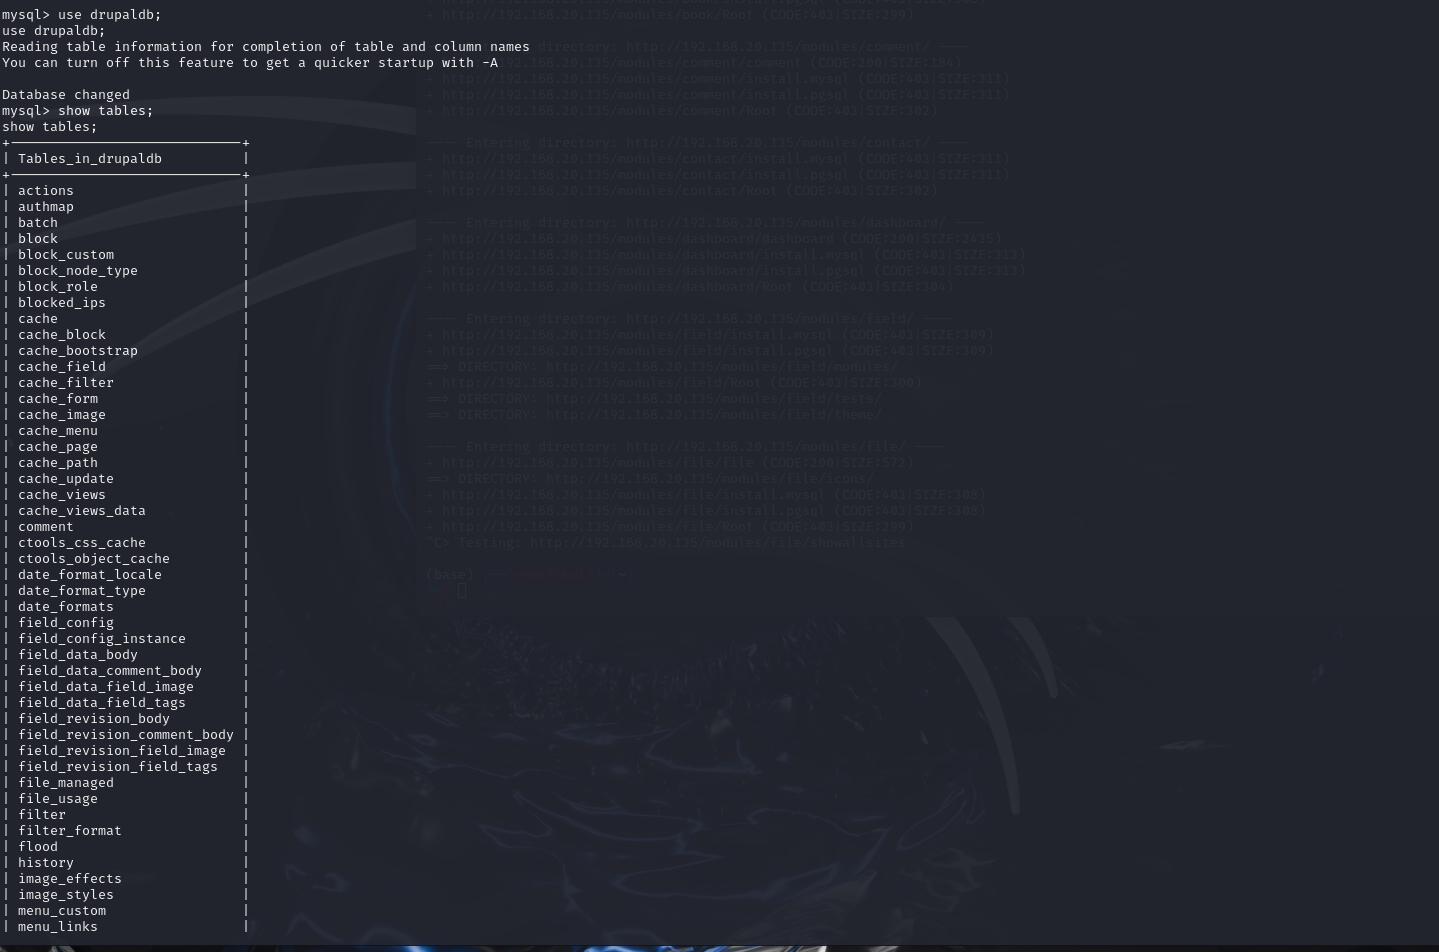 mysql> use drupaldb;
use drupaldb;
Reading table information for completion of table and column names
You can turn off this feature to get a quicker startup with -A
Database changed
mysql> show tables;
show tables;
+-----------------------------+
| Tables_in_drupaldb |
+-----------------------------+
| actions |
| authmap |
| batch |
| block |
| block_custom |
| block_node_type |
| block_role |
| blocked_ips |
| cache |
| cache_block |
| cache_bootstrap |
| cache_field |
| cache_filter |
| cache_form |
| cache_image |
| cache_menu |
| cache_page |
| cache_path |
| cache_update |
| cache_views |
| cache_views_data |
| comment |
| ctools_css_cache |
| ctools_object_cache |
| date_format_locale |
| date_format_type |
| date_formats |
| field_config |
| field_config_instance |
| field_data_body |
| field_data_comment_body |
| field_data_field_image |
| field_data_field_tags |
| field_revision_body |
| field_revision_comment_body |
| field_revision_field_image |
| field_revision_field_tags |
| file_managed |
| file_usage |
| filter |
| filter_format |
| flood |
| history |
| image_effects |
| image_styles |
| menu_custom |
| menu_links |
+ http://192.168.20.135/modules/book/Root (CODE:403|SIZE:299)
---- Entering directory: http://192.168.20.135/modules/comment/ ----
+ http://192.168.20.135/modules/comment/comment (CODE:200|SIZE:184)
+ http://192.168.20.135/modules/comment/install.mysql (CODE:403|SIZE:311)
+ http://192.168.20.135/modules/comment/install.pgsql (CODE:403|SIZE:311)
+ http://192.168.20.135/modules/comment/Root (CODE:403|SIZE:302)
---- Entering directory: http://192.168.20.135/modules/contact/ ----
+ http://192.168.20.135/modules/contact/install.mysql (CODE:403|SIZE:311)
+ http://192.168.20.135/modules/contact/install.pgsql (CODE:403|SIZE:311)
+ http://192.168.20.135/modules/contact/Root (CODE:403|SIZE:302)
---- Entering directory: http://192.168.20.135/modules/dashboard/ ----
+ http://192.168.20.135/modules/dashboard/dashboard (CODE:200|SIZE:2435)
+ http://192.168.20.135/modules/dashboard/install.mysql (CODE:403|SIZE:313)
+ http://192.168.20.135/modules/dashboard/install.pgsql (CODE:403|SIZE:313)
+ http://192.168.20.135/modules/dashboard/Root (CODE:403|SIZE:304)
---- Entering directory: http://192.168.20.135/modules/field/ ----
+ http://192.168.20.135/modules/field/install.mysql (CODE:403|SIZE:309)
+ http://192.168.20.135/modules/field/install.pgsql (CODE:403|SIZE:309)
==> DIRECTORY: http://192.168.20.135/modules/field/modules/
+ http://192.168.20.135/modules/field/Root (CODE:403|SIZE:300)
==> DIRECTORY: http://192.168.20.135/modules/field/tests/
==> DIRECTORY: http://192.168.20.135/modules/field/theme/
---- Entering directory: http://192.168.20.135/modules/file/ ----
+ http://192.168.20.135/modules/file/file (CODE:200|SIZE:572)
==> DIRECTORY: http://192.168.20.135/modules/file/icons/
+ http://192.168.20.135/modules/file/install.mysql (CODE:403|SIZE:308)
+ http://192.168.20.135/modules/file/install.pgsql (CODE:403|SIZE:308)
+ http://192.168.20.135/modules/file/Root (CODE:403|SIZE:299)
^C> Testing: http://192.168.20.135/modules/file/showallsites
(base)